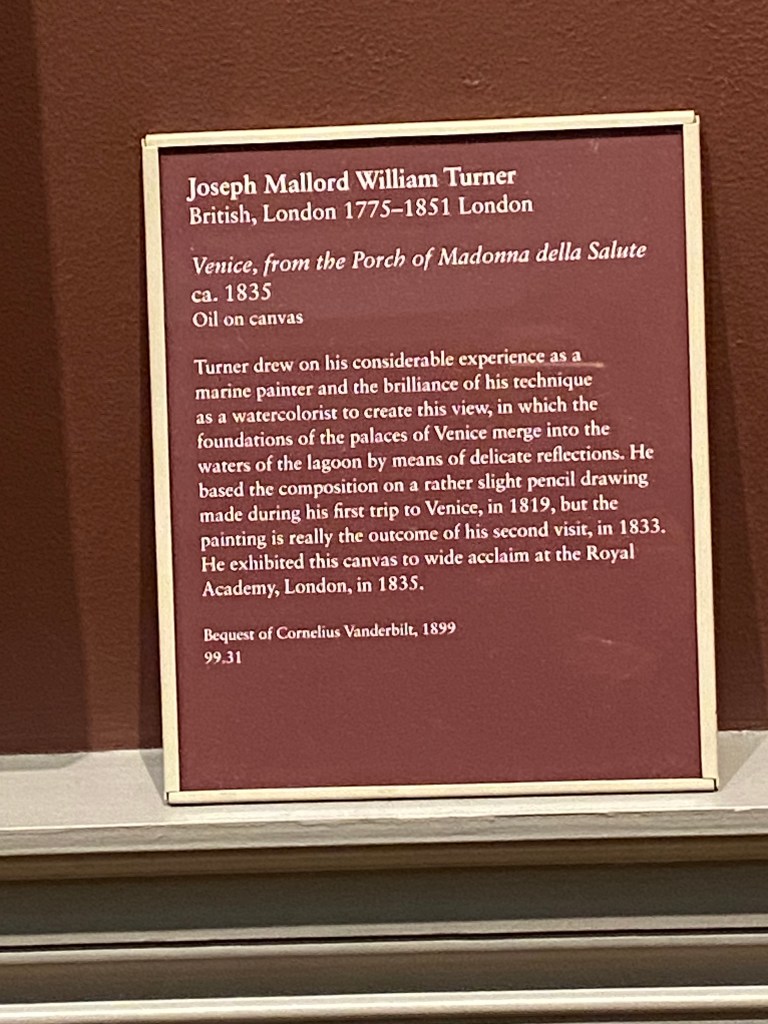 Joseph Mallord William Turner
British, London 1775–1851 London
Venice, from the Porch of Madonna della Salute
ca. 1835
Oil on canvas
Turner drew on his considerable experience as a
marine painter and the brilliance of his technique
as a watercolorist to create this view, in which the
foundations of the palaces of Venice merge into the
waters of the lagoon by means of delicate reflections. He
based the composition on a rather slight pencil drawing
made during his first trip to Venice, in 1819, but the
painting is really the outcome of his second visit, in 1833.
He exhibited this canvas to wide acclaim at the Royal
Academy, London, in 1835.
Bequest of Cornelius Vanderbilt, 1899
99.31